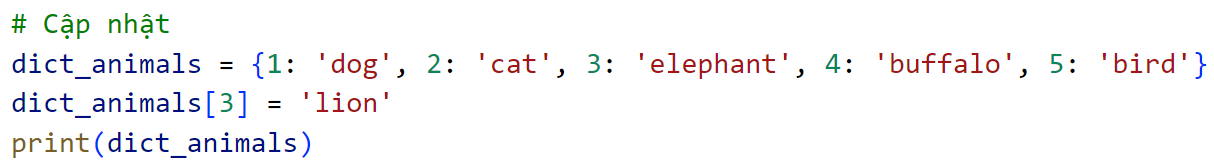 # Cập nhật
dict_animals = {1: 'dog', 2: 'cat', 3: 'elephant', 4: 'buffalo', 5: 'bird'}
dict_animals[3] = 'lion'
print(dict_animals)